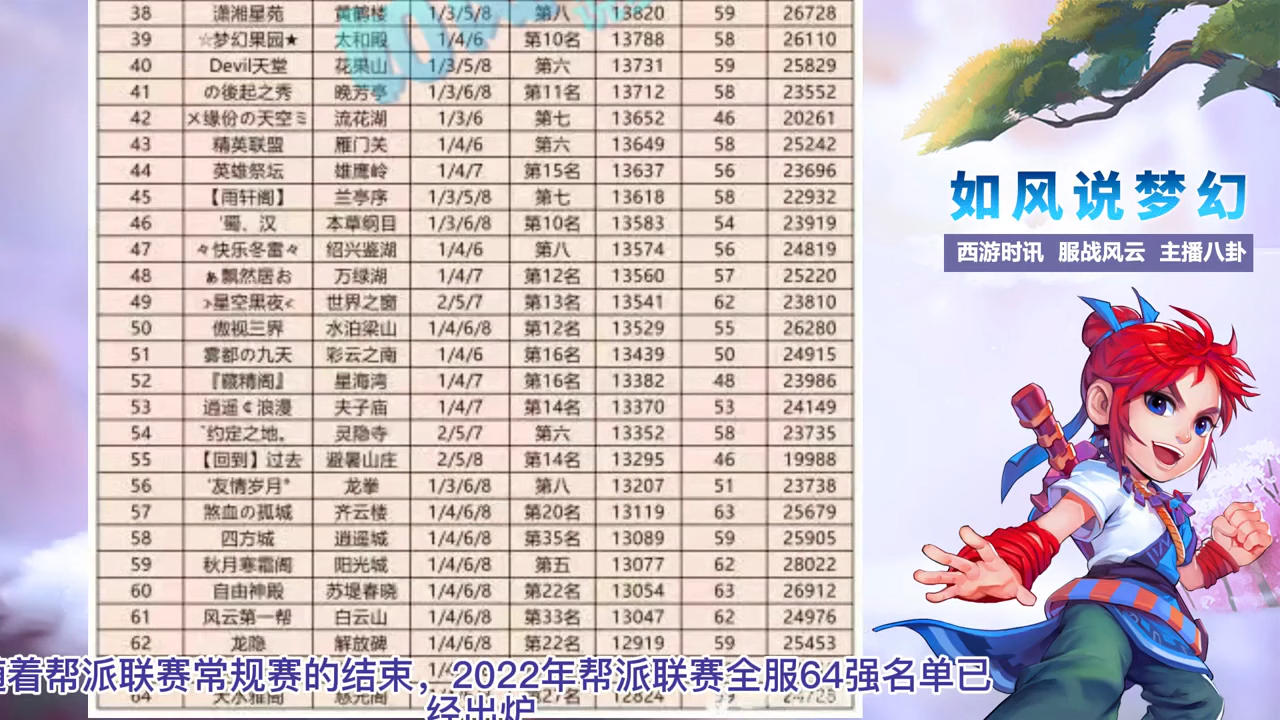 38 潇湘星苑 黄鹤楼 1/3/5/8 第八 13820 59 26728
39 ☆梦幻果园★ 太和殿 1/4/6 第10名 13788 58 26110
40 Devil天堂 花果山 1/3/5/8 第六 13731 59 25829
41 の後起之秀 晚芳亭 1/3/6/8 第11名 13712 58 23552
42 㐅缘份の天空ミ 流花湖 1/3/6 第七 13652 46 20261
43 精英联盟 雁门关 1/4/6 第六 13649 58 25242
44 英雄祭坛 雄鹰岭 1/4/7 第15名 13637 56 23696
45 【雨轩阁】 兰亭序 1/3/5/8 第七 13618 58 22932
46 '蜀、汉 本草纲目 1/3/6/8 第10名 13583 54 23919
47 々快乐冬雷々 绍兴鉴湖 1/4/6 第八 13574 56 24819
48 ぁ飘然居お 万绿湖 1/4/7 第12名 13560 57 25220
49 星空黑夜 世界之窗 2/5/7 第13名 13541 62 23810
50 傲视三界 水泊梁山 1/4/6/8 第12名 13529 55 26280
51 雾都の九天 彩云之南 1/4/6 第16名 13439 50 24915
52 『藏精阁』 星海湾 1/4/7 第16名 13382 48 23986
53 逍遥￠浪漫 夫子庙 1/4/7 第14名 13370 53 24149
54 `约定之地。 灵隐寺 2/5/7 第六 13352 58 23735
55 【回到】过去 避暑山庄 2/5/8 第14名 13295 46 19988
56 '友情岁月° 龙拳 1/3/6/8 第八 13207 51 23738
57 煞血の孤城 齐云楼 1/4/6/8 第20名 13119 63 25679
58 四方城 逍遥城 1/4/6/8 第35名 13089 59 25905
59 秋月寒霜阁 阳光城 1/4/6/8 第五 13077 62 28022
60 自由神殿 苏堤春晓 1/4/6/8 第22名 13054 63 26912
61 风云第一帮 白云山 1/4/6/8 第33名 13047 62 24976
62 龙隐 解放碑 1/4/6/8 第22名 12919 59 25453
64 12824 59 24725
随着帮派联赛常规赛的结束，2022年帮派联赛全服64强名单已
经出炉
如风说梦幻
西游时讯 服战风云 主播八卦